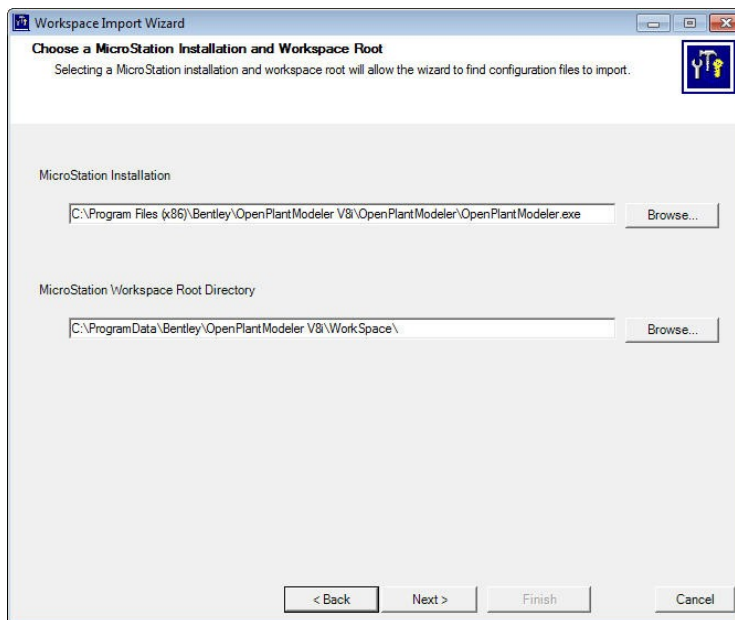 Workspace Import Wizard
Choose a MicroStation Installation and Workspace Root
Selecting a MicroStation installation and workspace root will allow the wizard to find configuration files to import.
MicroStation Installation
C:\Program Files (x86)\Bentley\OpenPlantModeler V8i\OpenPlantModeler\OpenPlantModeler.exe
Browse...
MicroStation Workspace Root Directory
C:\ProgramData\Bentley\OpenPlantModeler V8i\WorkSpace\
Browse...
< Back
Next >
Finish
Cancel